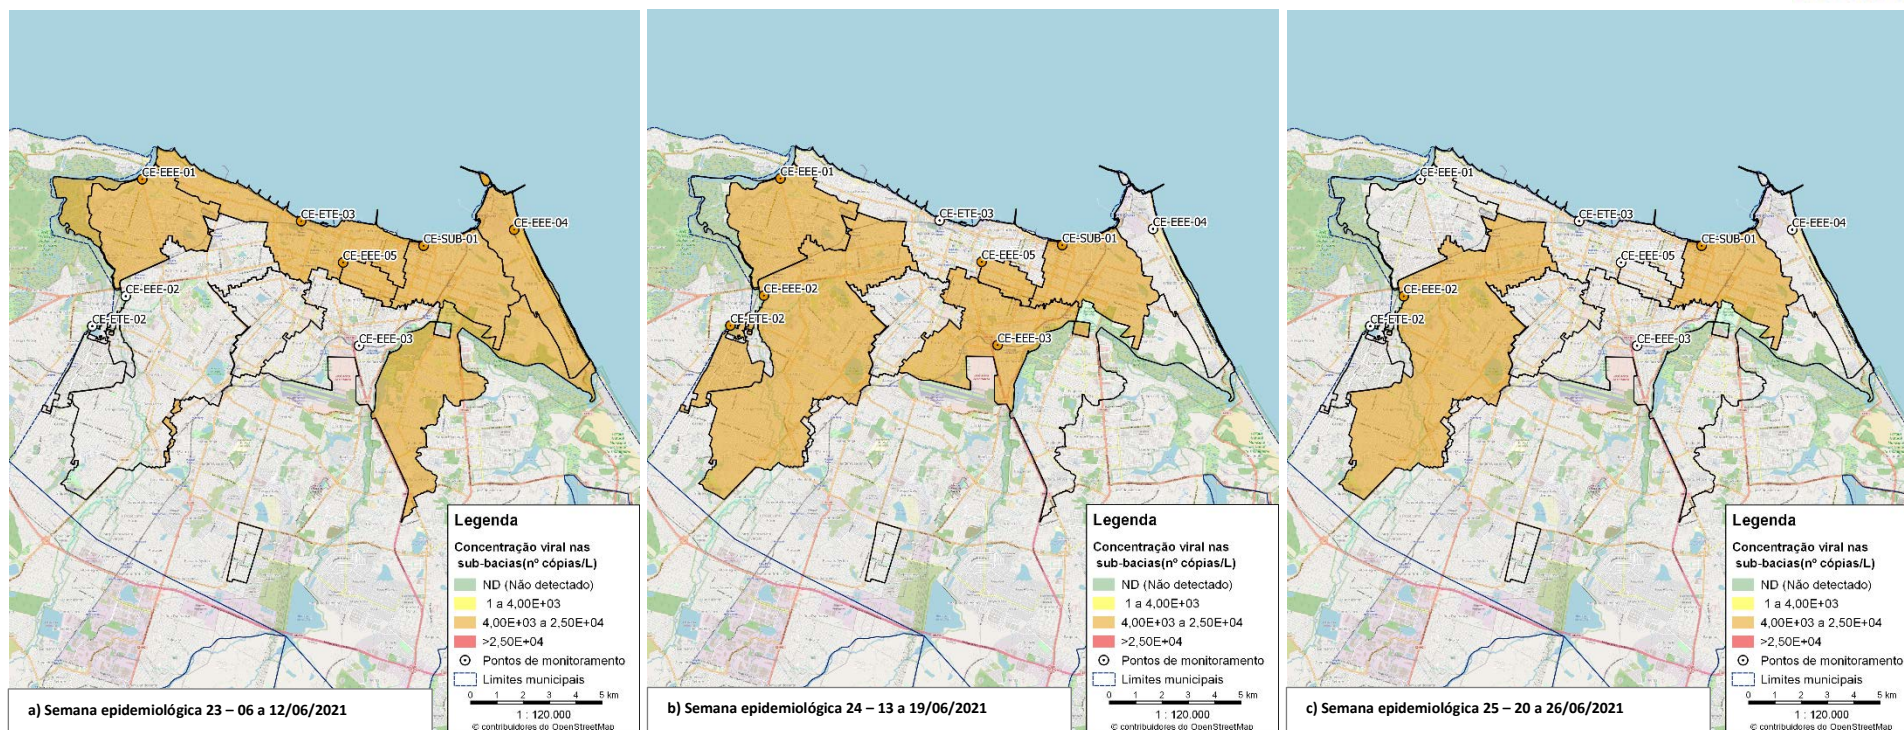 CE-EEE-01
CE-ETE-03
CE-EEE-04
CE-SUB-01
CE-EEE-05
CE-EEE-02
CE-ETE-02
CE-EEE-03
Legenda
Concentração viral nas
sub-bacias(nº cópias/L)
ND (Não detectado)
1 a 4,00E+03
4,00E+03 a 2,50E+04
>2,50E+04
Pontos de monitoramento
Limites municipais
0 1 2 3 4 5 km
1 : 120.000
© contribuidores do OpenStreetMap
a) Semana epidemiológica 23 – 06 a 12/06/2021
CE-EEE-01
CE-ETE-03
CE-EEE-04
CE-SUB-01
CE-EEE-05
CE-EEE-02
CE-ETE-02
CE-EEE-03
Legenda
Concentração viral nas
sub-bacias(nº cópias/L)
ND (Não detectado)
1 a 4,00E+03
4,00E+03 a 2,50E+04
>2,50E+04
Pontos de monitoramento
Limites municipais
0 1 2 3 4 5 km
1 : 120.000
© contribuidores do OpenStreetMap
b) Semana epidemiológica 24 – 13 a 19/06/2021
CE-EEE-01
CE-ETE-03
CE-EEE-04
CE-SUB-01
CE-EEE-05
CE-EEE-02
CE-ETE-02
CE-EEE-03
Legenda
Concentração viral nas
sub-bacias(nº cópias/L)
ND (Não detectado)
1 a 4,00E+03
4,00E+03 a 2,50E+04
>2,50E+04
Pontos de monitoramento
Limites municipais
0 1 2 3 4 5 km
1 : 120.000
© contribuidores do OpenStreetMap
c) Semana epidemiológica 25 – 20 a 26/06/2021